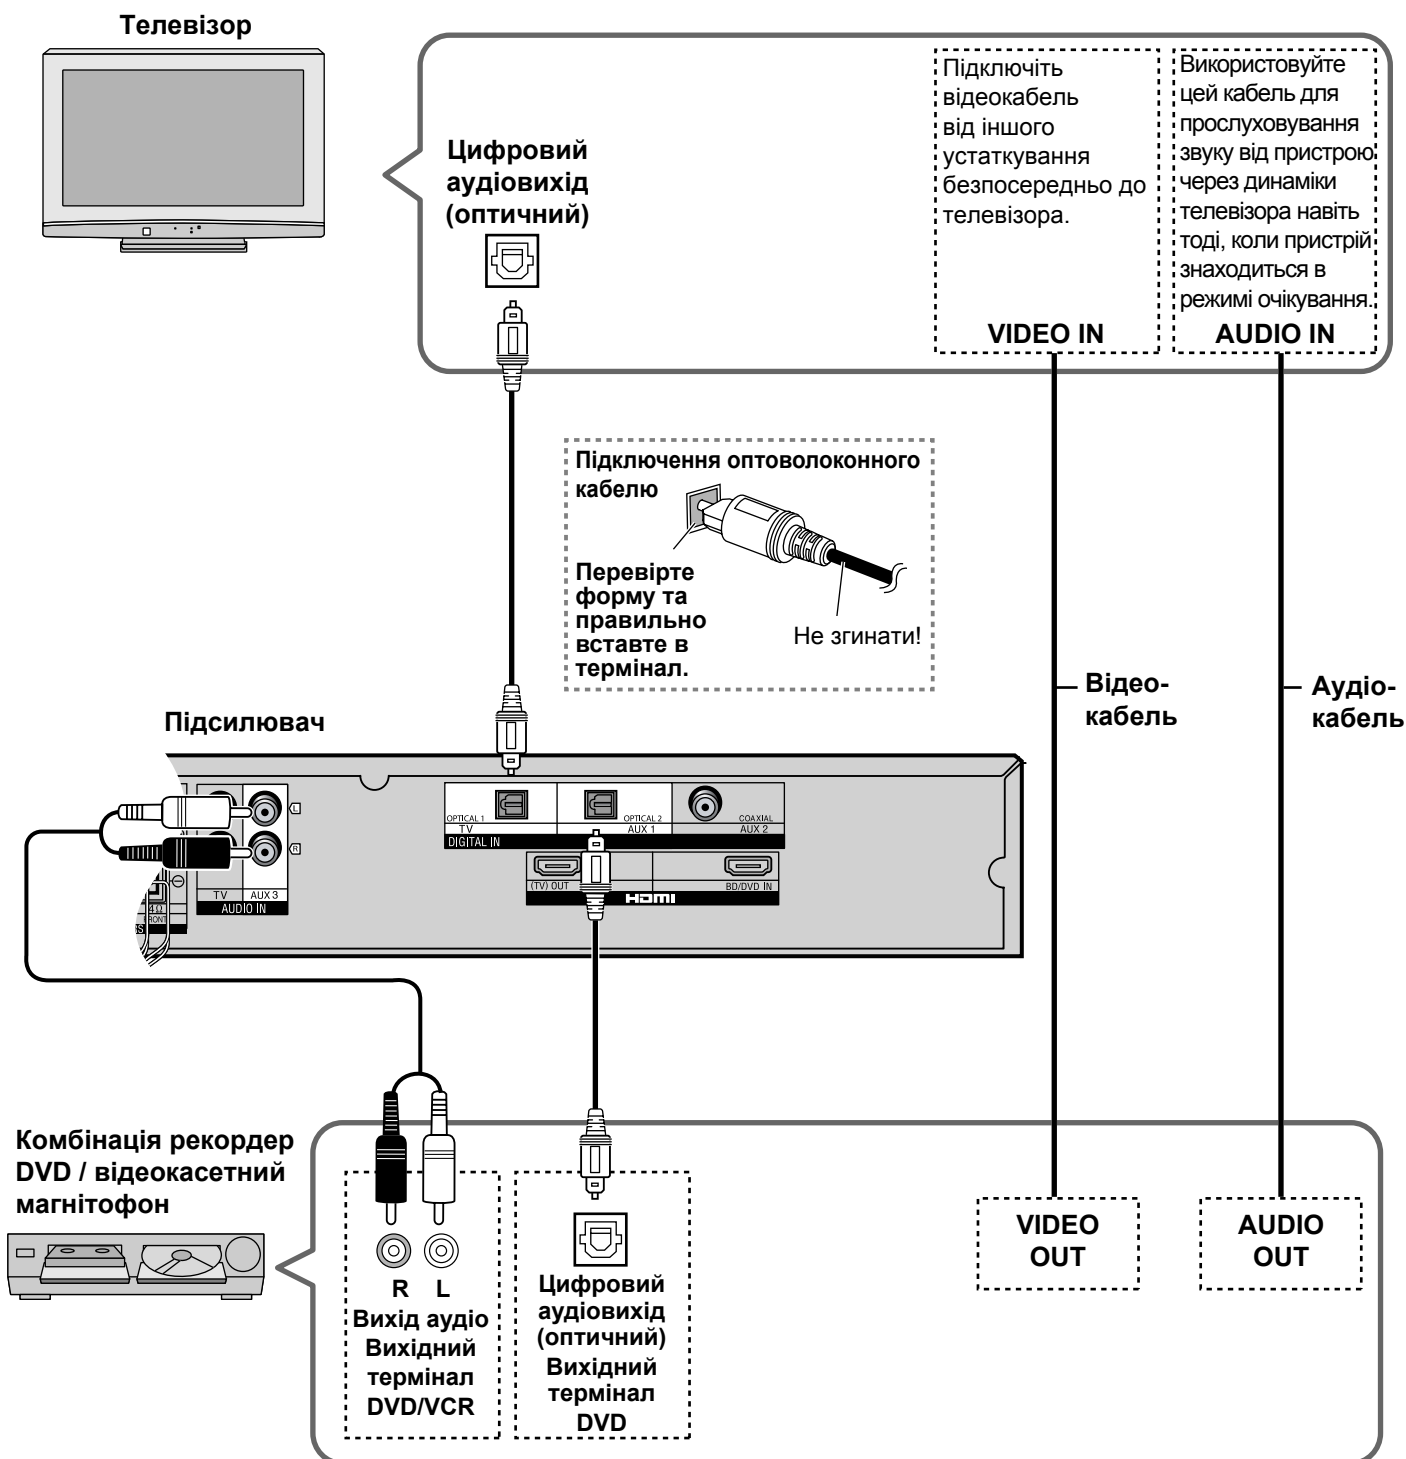 Телевізор
Цифровий
аудіовихід
(оптичний)
Підключіть
відеокабель
від іншого
устаткування
безпосередньо до
телевізора.
VIDEO IN
Використовуйте
цей кабель для
прослуховування
звуку від пристрою
через динаміки
телевізора навіть
тоді, коли пристрій
знаходиться в
режимі очікування.
AUDIO IN
Підключення оптоволоконного
кабелю
Перевірте
форму та
правильно
вставте в
термінал.
Не згинати!
Відео-
кабель
Аудіо-
кабель
Підсилювач
L
R
TV
AUX 3
AUDIO IN
4Ω
FRONT
OPTICAL 1
TV
OPTICAL 2
AUX 1
COAXIAL
AUX 2
DIGITAL IN
(TV) OUT
BD/DVD IN
HDMI
Комбінація рекордер
DVD / відеокасетний
магнітофон
R L
Вихід аудіо
Вихідний
термінал
DVD/VCR
Цифровий
аудіовихід
(оптичний)
Вихідний
термінал
DVD
VIDEO
OUT
AUDIO
OUT